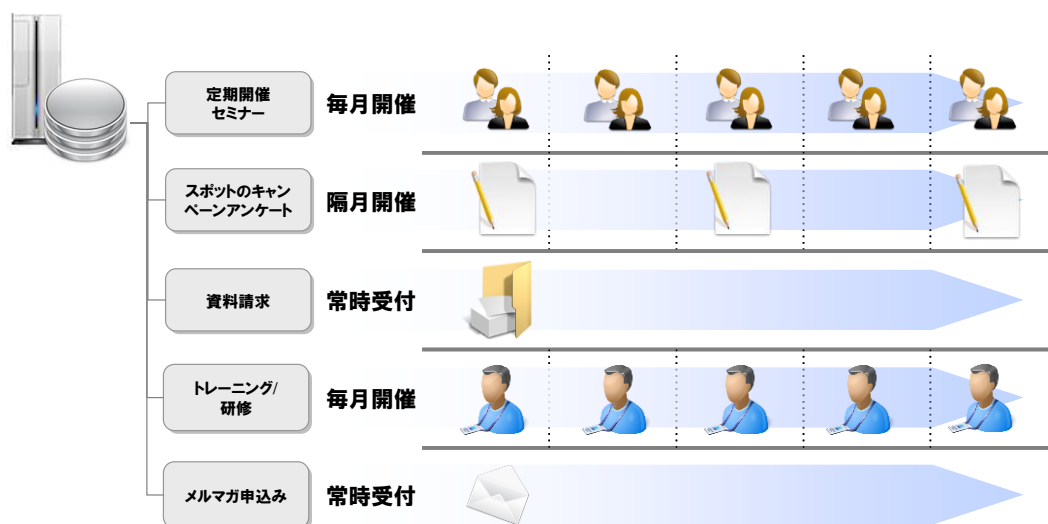 定期開催
セミナー
毎月開催
スポットのキャン
ペーンアンケート
隔月開催
資料請求
常時受付
トレーニング/
研修
毎月開催
メルマガ申込み
常時受付